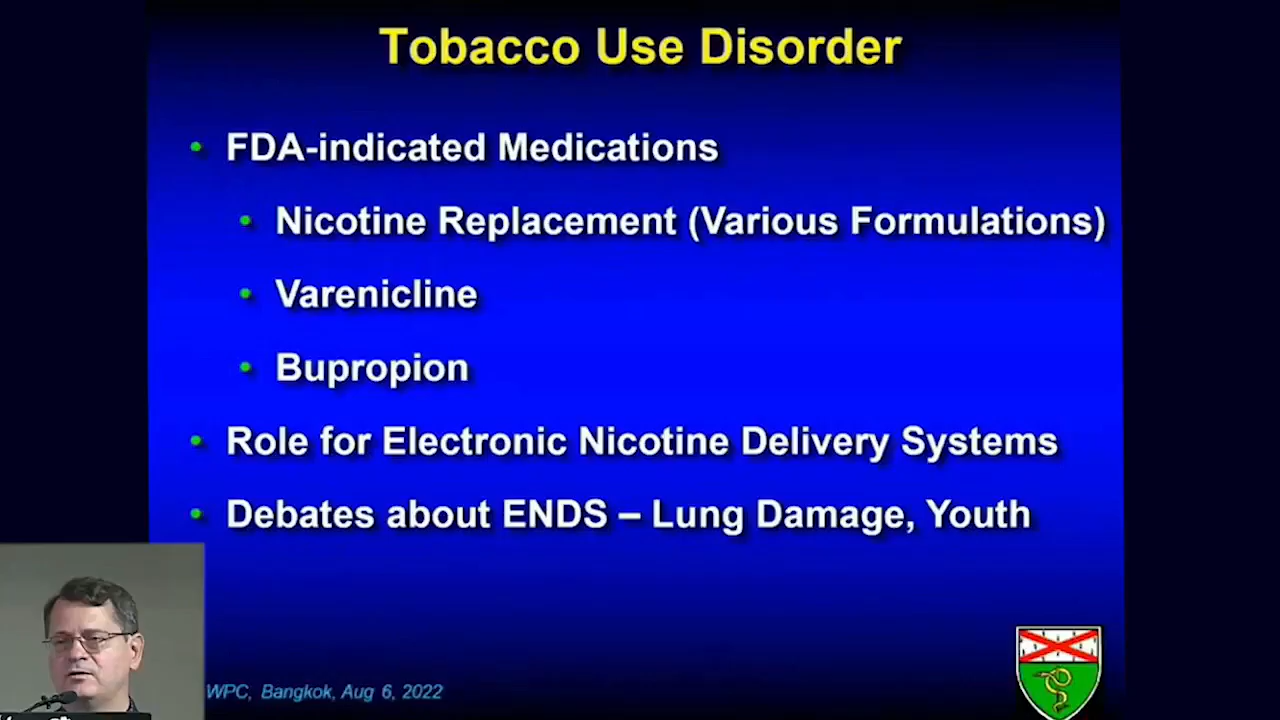 Tobacco Use Disorder
• FDA-indicated Medications
• Nicotine Replacement (Various Formulations)
• Varenicline
• Bupropion
• Role for Electronic Nicotine Delivery Systems
• Debates about ENDS – Lung Damage, Youth
WPC, Bangkok, Aug 6, 2022